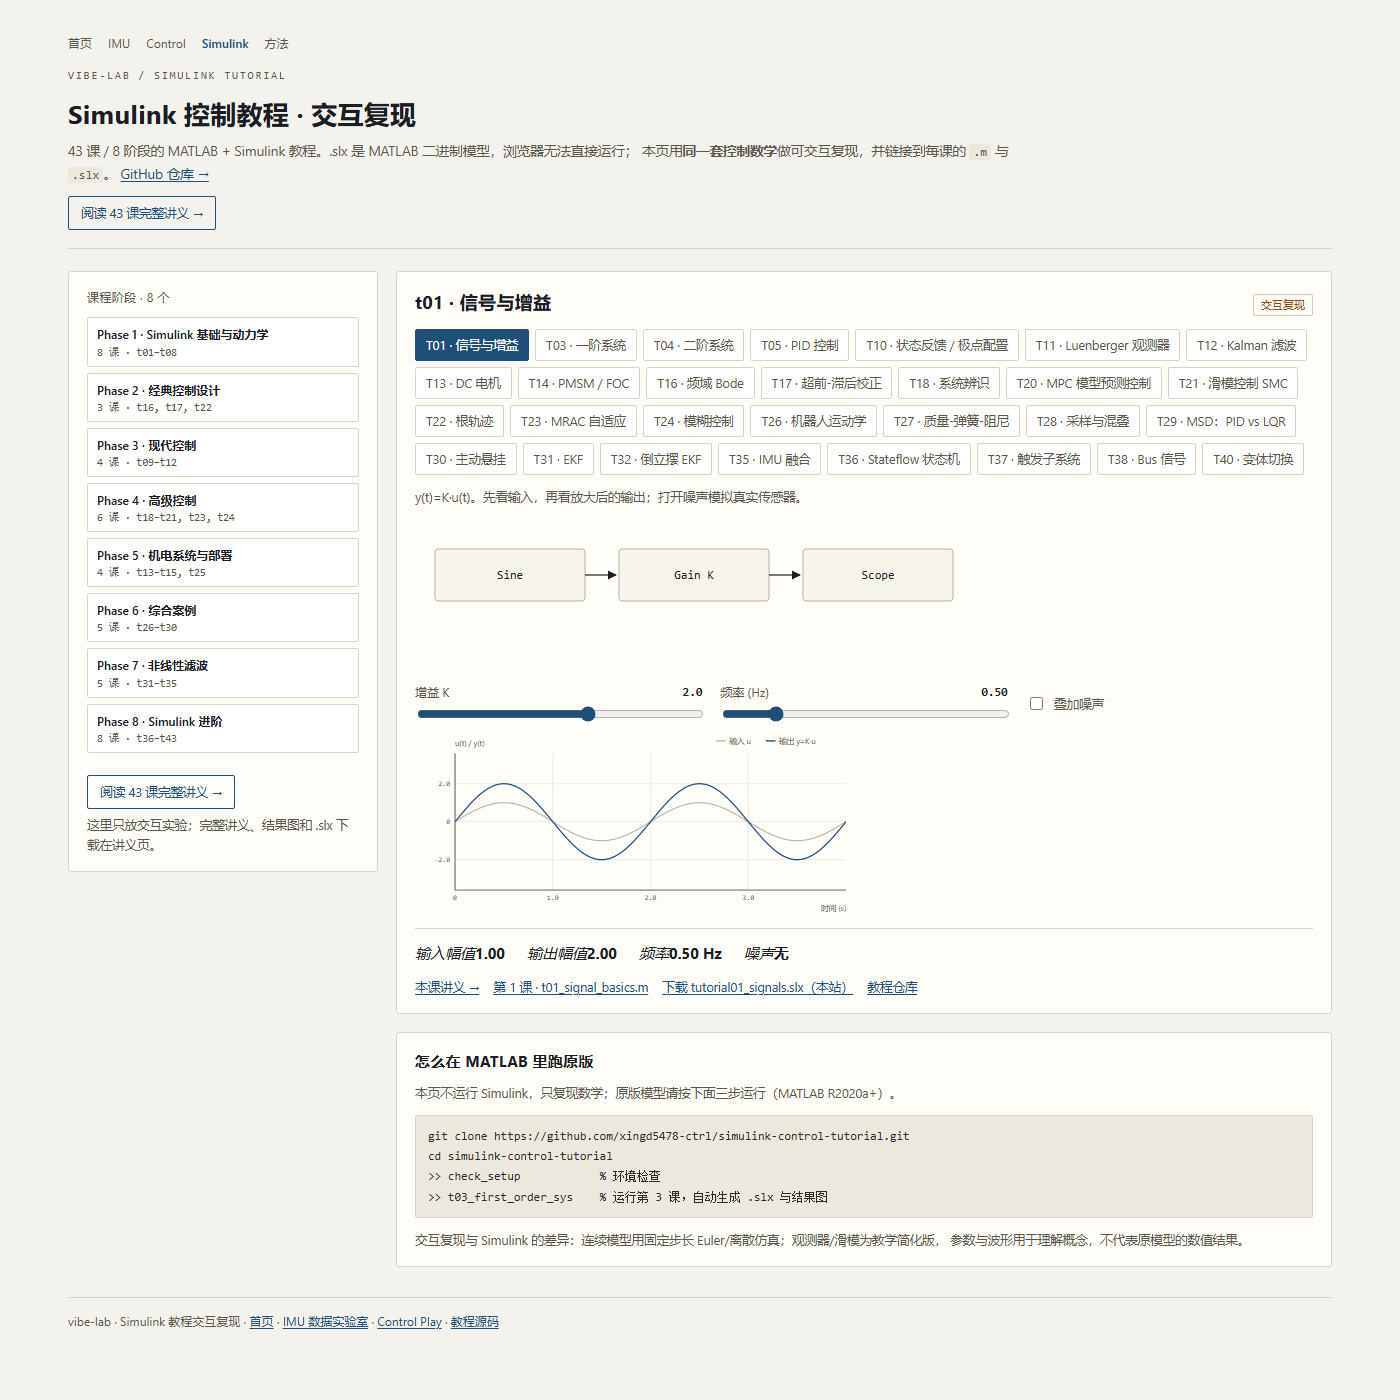 首页 IMU Control Simulink 方法
VIBE-LAB / SIMULINK TUTORIAL
Simulink 控制教程 · 交互复现
43 课 / 8 阶段的 MATLAB + Simulink 教程。.slx 是 MATLAB 二进制模型，浏览器无法直接运行； 本页用同一套控制数学做可交互复现，并链接到每课的 .m 与
.slx。 GitHub 仓库 →
阅读 43 课完整讲义 →
课程阶段 · 8 个
Phase 1 · Simulink 基础与动力学
8 课 · t01-t08
Phase 2 · 经典控制设计
3 课 · t16, t17, t22
Phase 3 · 现代控制
4 课 · t09-t12
Phase 4 · 高级控制
6 课 · t18-t21, t23, t24
Phase 5 · 机电系统与部署
4 课 · t13-t15, t25
Phase 6 · 综合案例
5 课 · t26-t30
Phase 7 · 非线性滤波
5 课 · t31-t35
Phase 8 · Simulink 进阶
8 课 · t36-t43
阅读 43 课完整讲义 →
这里只放交互实验；完整讲义、结果图和 .slx 下
载在讲义页。
t01 · 信号与增益
交互复现
T01 · 信号与增益 T03 · 一阶系统 T04 · 二阶系统 T05 · PID 控制 T10 · 状态反馈 / 极点配置 T11 · Luenberger 观测器 T12 · Kalman 滤波
T13 · DC 电机 T14 · PMSM / FOC T16 · 频域 Bode T17 · 超前-滞后校正 T18 · 系统辨识 T20 · MPC 模型预测控制 T21 · 滑模控制 SMC
T22 · 根轨迹 T23 · MRAC 自适应 T24 · 模糊控制 T26 · 机器人运动学 T27 · 质量-弹簧-阻尼 T28 · 采样与混叠 T29 · MSD：PID vs LQR
T30 · 主动悬挂 T31 · EKF T32 · 倒立摆 EKF T35 · IMU 融合 T36 · Stateflow 状态机 T37 · 触发子系统 T38 · Bus 信号 T40 · 变体切换
y(t)=K·u(t)。先看输入，再看放大后的输出；打开噪声模拟真实传感器。
Sine Gain K Scope
增益 K 2.0 频率 (Hz) 0.50 叠加噪声
u(t) / y(t) 输入 u 输出 y=K·u
2.0
0
-2.0
0 1.0 2.0 3.0
时间 (s)
输入幅值1.00 输出幅值2.00 频率0.50 Hz 噪声无
本课讲义 → 第 1 课 · t01_signal_basics.m 下载 tutorial01_signals.slx（本站） 教程仓库
怎么在 MATLAB 里跑原版
本页不运行 Simulink，只复现数学；原版模型请按下面三步运行（MATLAB R2020a+）。
git clone https://github.com/xingd5478-ctrl/simulink-control-tutorial.git
cd simulink-control-tutorial
>> check_setup % 环境检查
>> t03_first_order_sys % 运行第 3 课，自动生成 .slx 与结果图
交互复现与 Simulink 的差异：连续模型用固定步长 Euler/离散仿真；观测器/滑模为教学简化版， 参数与波形用于理解概念，不代表原模型的数值结果。
vibe-lab · Simulink 教程交互复现 · 首页 · IMU 数据实验室 · Control Play · 教程源码